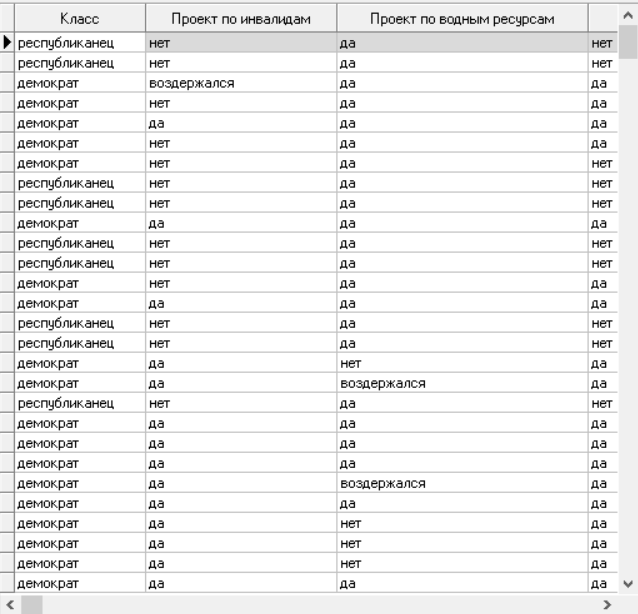 Класс Проект по инвалидам Проект по водным ресурсам
республиканец нет да нет
республиканец нет да нет
демократ воздержался да да
демократ нет да да
демократ да да да
демократ нет да да
демократ нет да нет
республиканец нет да нет
республиканец нет да нет
демократ да да да
республиканец нет да нет
республиканец нет да нет
демократ нет да да
демократ да да да
республиканец нет да нет
республиканец нет да нет
демократ да нет да
демократ да воздержался да
республиканец нет да нет
демократ да да да
демократ да да да
демократ да да да
демократ да воздержался да
демократ да да да
демократ да нет да
демократ да нет да
демократ да нет да
демократ да да да